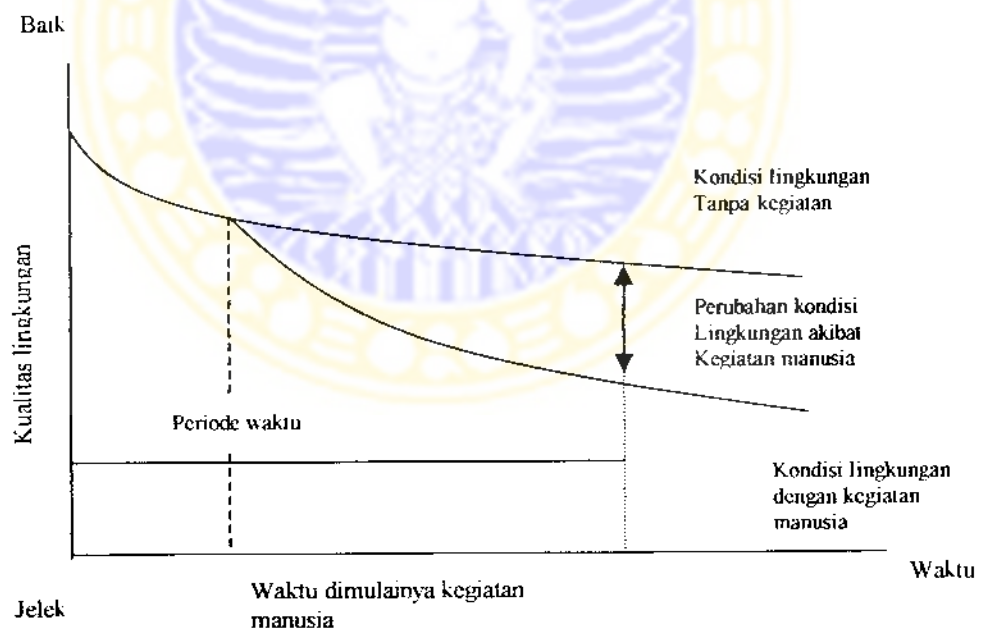 Baik
Kondisi lingkungan
Tanpa kegiatan
Kualitas lingkungan
Perubahan kondisi
Lingkungan akibat
Kegiatan manusia
Periode waktu
Kondisi lingkungan
dengan kegiatan
manusia
Waktu
Waktu dimulainya kegiatan
manusia
Jelek